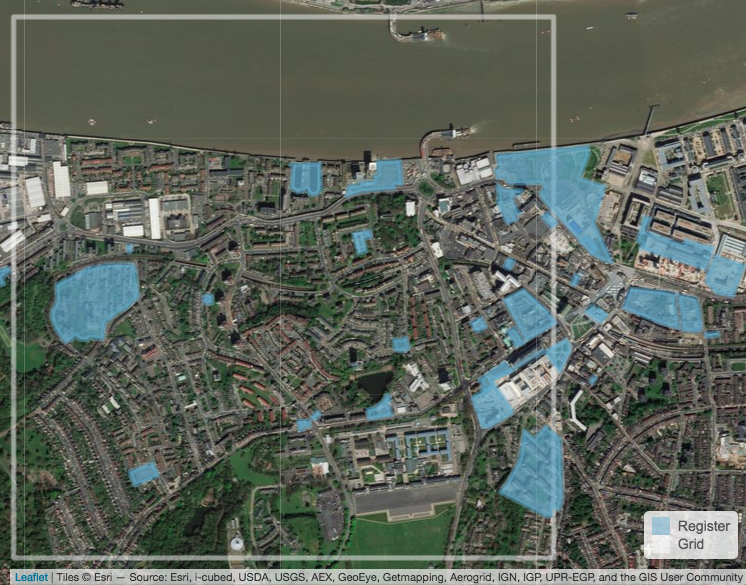 Register
Grid
Leaflet | Tiles © Esri — Source: Esri, i-cubed, USDA, USGS, AEX, GeoEye, Getmapping, Aerogrid, IGN, IGP, UPR-EGP, and the GIS User Community